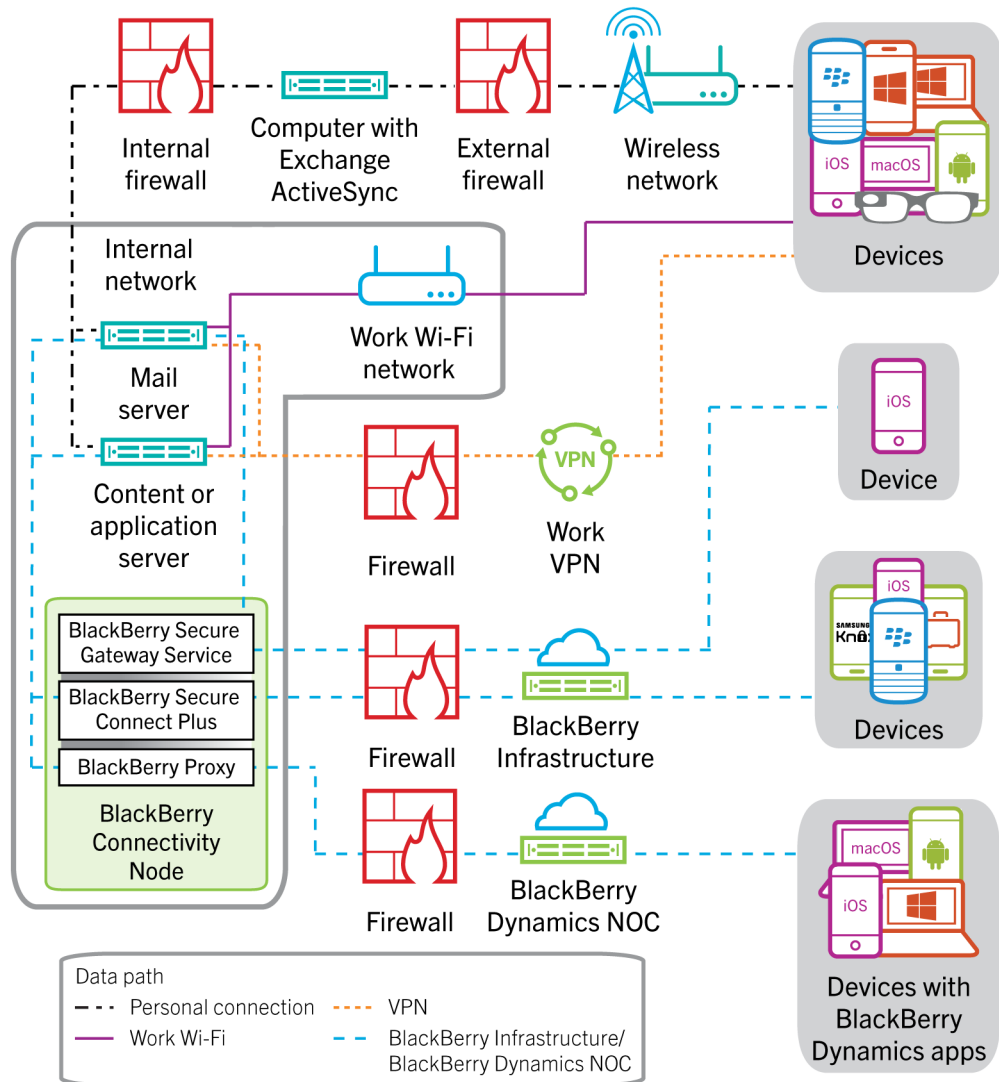 Internal
firewall
Computer with
Exchange
ActiveSync
External
firewall
Wireless
network
iOS
macOS
Devices
Internal
network
Work Wi-Fi
network
Mail
server
iOS
Device
Content or
application
server
Firewall
VPN
Work
VPN
BlackBerry Secure
Gateway Service
BlackBerry Secure
Connect Plus
BlackBerry Proxy
BlackBerry
Connectivity
Node
Firewall
BlackBerry
Infrastructure
iOS
SAMSUNG
Knox
Devices
Firewall
BlackBerry
Dynamics NOC
macOS
iOS
Devices with
BlackBerry
Dynamics apps
Data path
Personal connection
Work Wi-Fi
VPN
BlackBerry Infrastructure/
BlackBerry Dynamics NOC